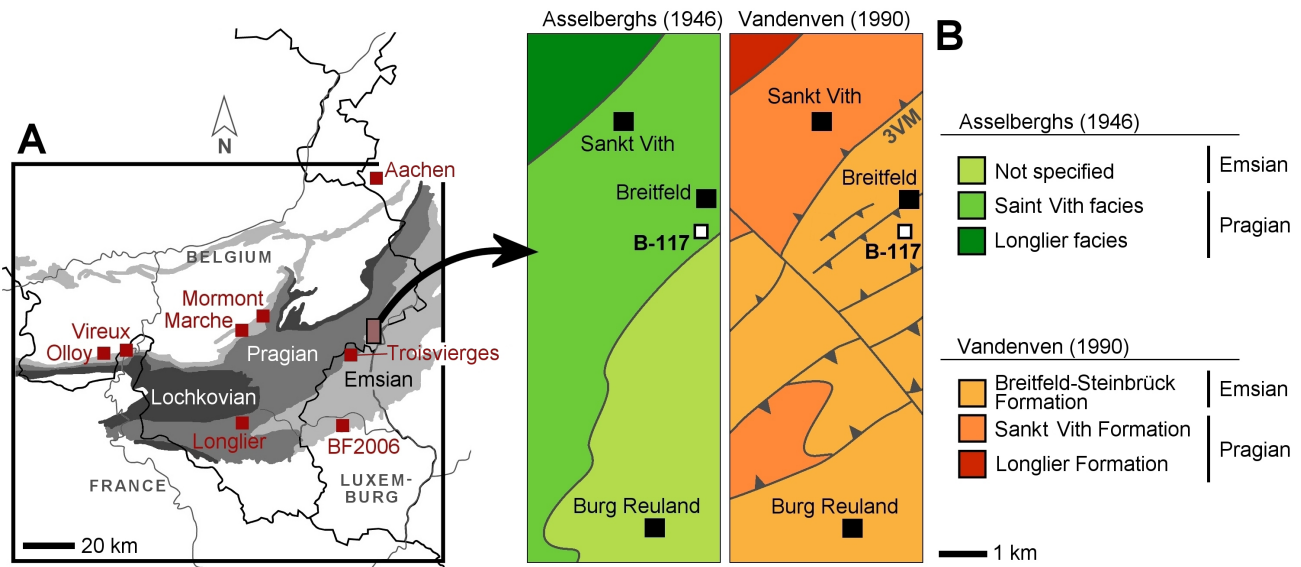 A
N
Aachen
BELGIUM
Mormont
Marche
Vireux
Olloy
Pragian
Troisvierges
Emsian
Lochkovian
Longlier
BF2006
FRANCE
LUXEM-
BURG
20 km
Asselberghs (1946)
Sankt Vith
Breitfeld
B-117
Burg Reuland
Vandenven (1990)
Sankt Vith
3VM
Breitfeld
B-117
Burg Reuland
B
Asselberghs (1946)
Not specified
Emsian
Saint Vith facies
Longlier facies
Pragian
Vandenven (1990)
Breitfeld-Steinbrück
Formation
Emsian
Sankt Vith Formation
Longlier Formation
Pragian
1 km